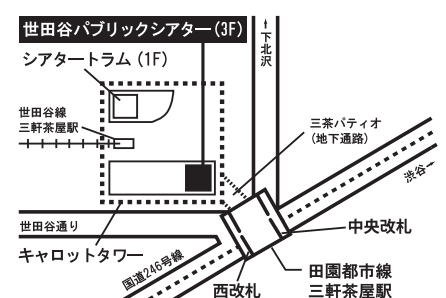 世田谷パブリックシアター(3F)
シアタートラム(1F)
↑下北沢
世田谷線
三軒茶屋駅
三茶パティオ
(地下通路)
渋谷→
世田谷通り
中央改札
キャロットタワー
国道246号線
西改札
田園都市線
三軒茶屋駅